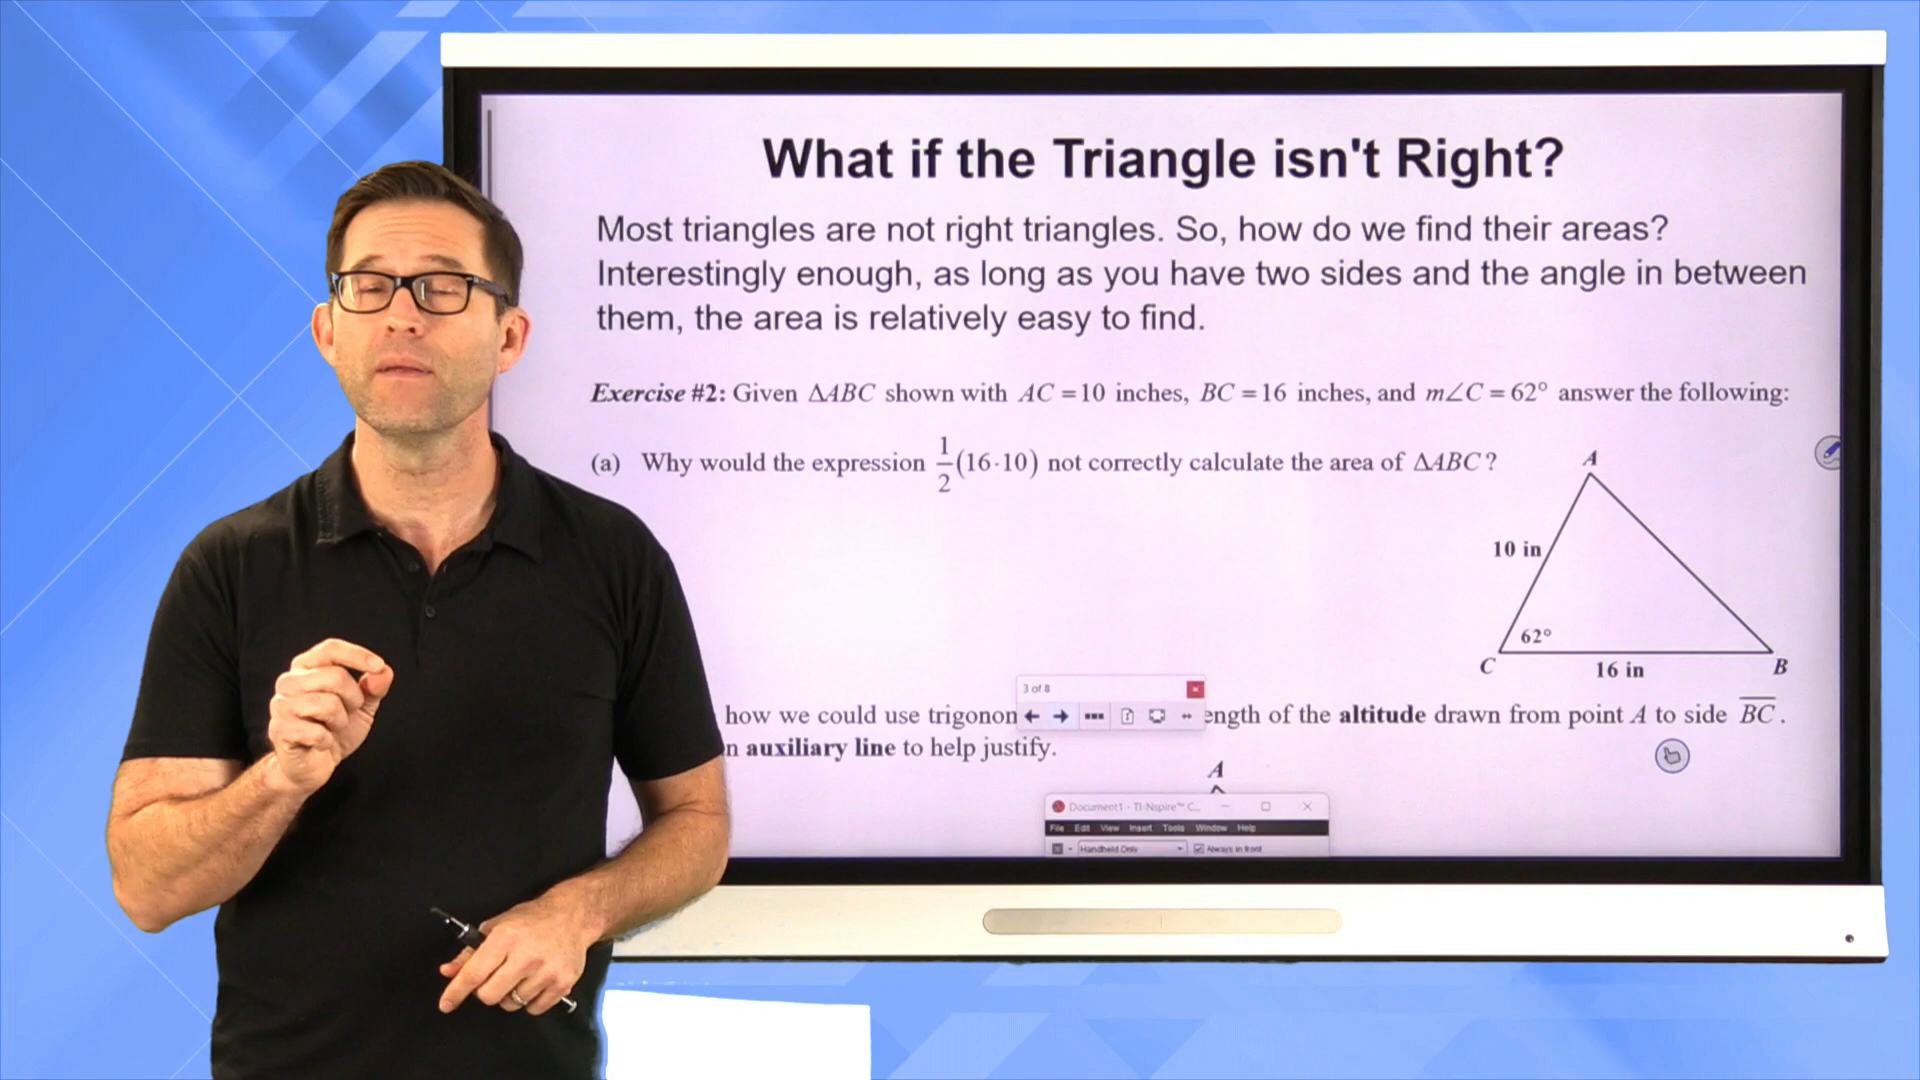 What if the Triangle isn't Right?
Most triangles are not right triangles. So, how do we find their areas?
Interestingly enough, as long as you have two sides and the angle in between
them, the area is relatively easy to find.
Exercise #2: Given ΔABC shown with AC = 10 inches, BC = 16 inches, and m∠C = 62° answer the following:
(a) Why would the expression 1/2(16·10) not correctly calculate the area of ΔABC?
A
10 in
62°
C
16 in
B
3 of 8
how we could use trigonon ength of the altitude drawn from point A to side BC.
n auxiliary line to help justify.
A
Document1 - TI-Nspire™ C...
File Edit View Insert Tools Window Help
Handheld Only Always in front